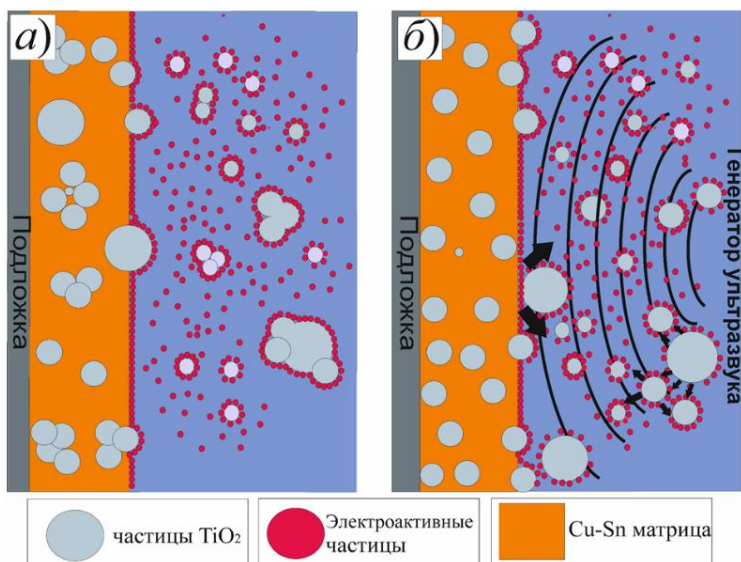 а)
Подложка
б)
Подложка
Генератор ультразвука
частицы TiO₂
Электроактивные
частицы
Cu-Sn матрица